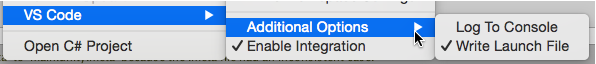 VS Code
Open C# Project
Additional Options
✓ Enable Integration
Log To Console
✓ Write Launch File